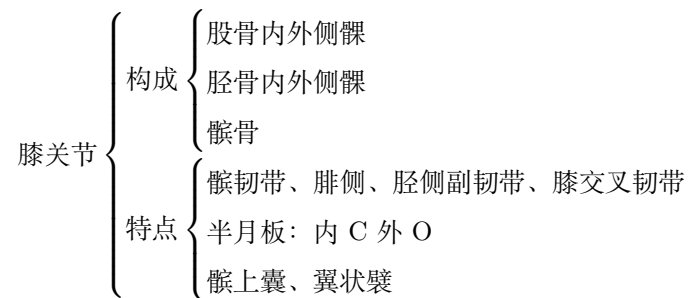 股骨内外侧髁
构成
胫骨内外侧髁
髌骨
膝关节
髌韧带、腓侧、胫侧副韧带、膝交叉韧带
特点
半月板：内 C 外 O
髌上囊、翼状襞